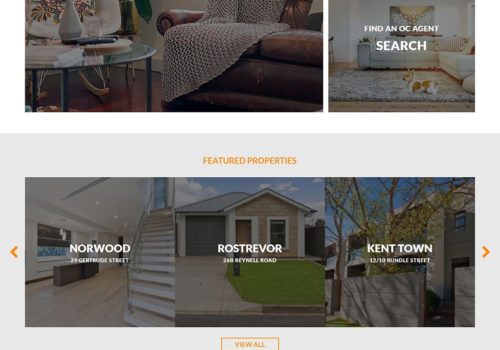 FIND AN OC AGENT
SEARCH
FEATURED PROPERTIES
NORWOOD
29 GERTRUDE STREET
ROSTREVOR
26B REYNELL ROAD
KENT TOWN
12/10 RUNDLE STREET
VIEW ALL